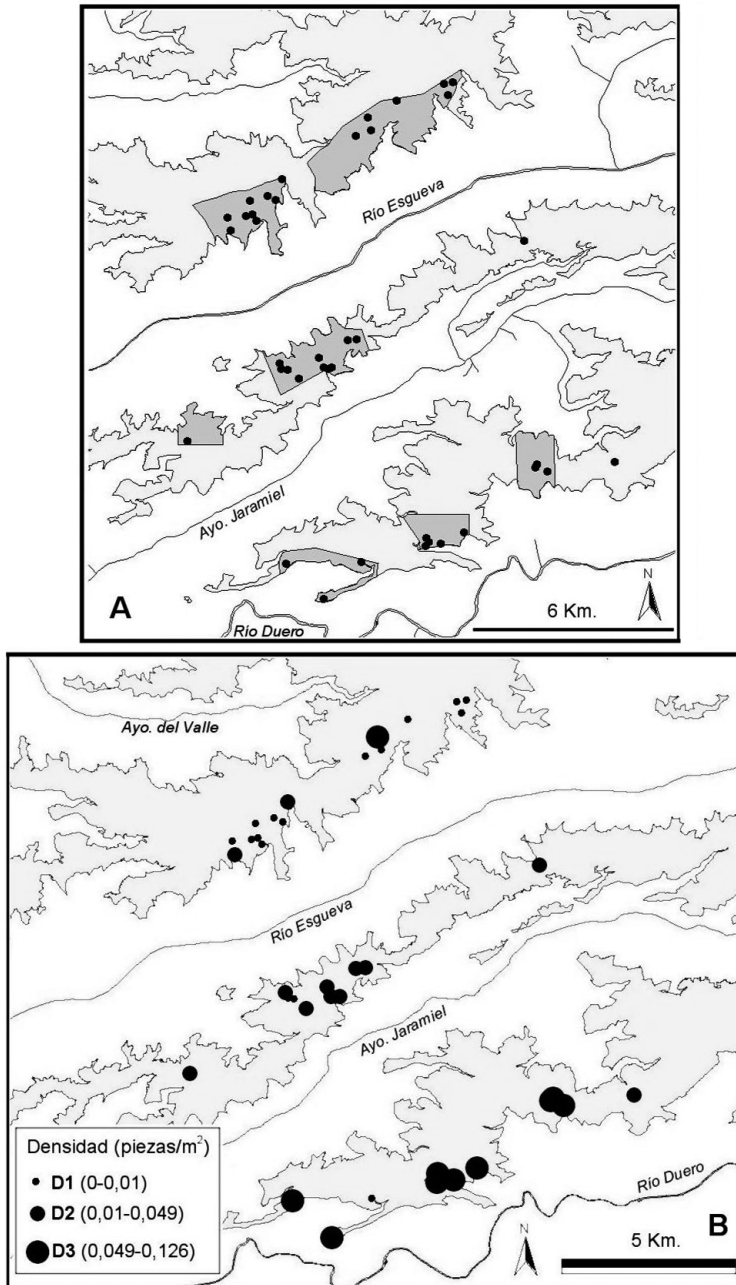 Río Esgueva
Ayo. Jaramiel
N
A
6 Km.
Río Duero
Ayo. del Valle
Río Esgueva
Ayo. Jaramiel
Densidad (piezas/m²)
D1 (0-0,01)
D2 (0,01-0,049)
D3 (0,049-0,126)
Río Duero
N
B
5 Km.